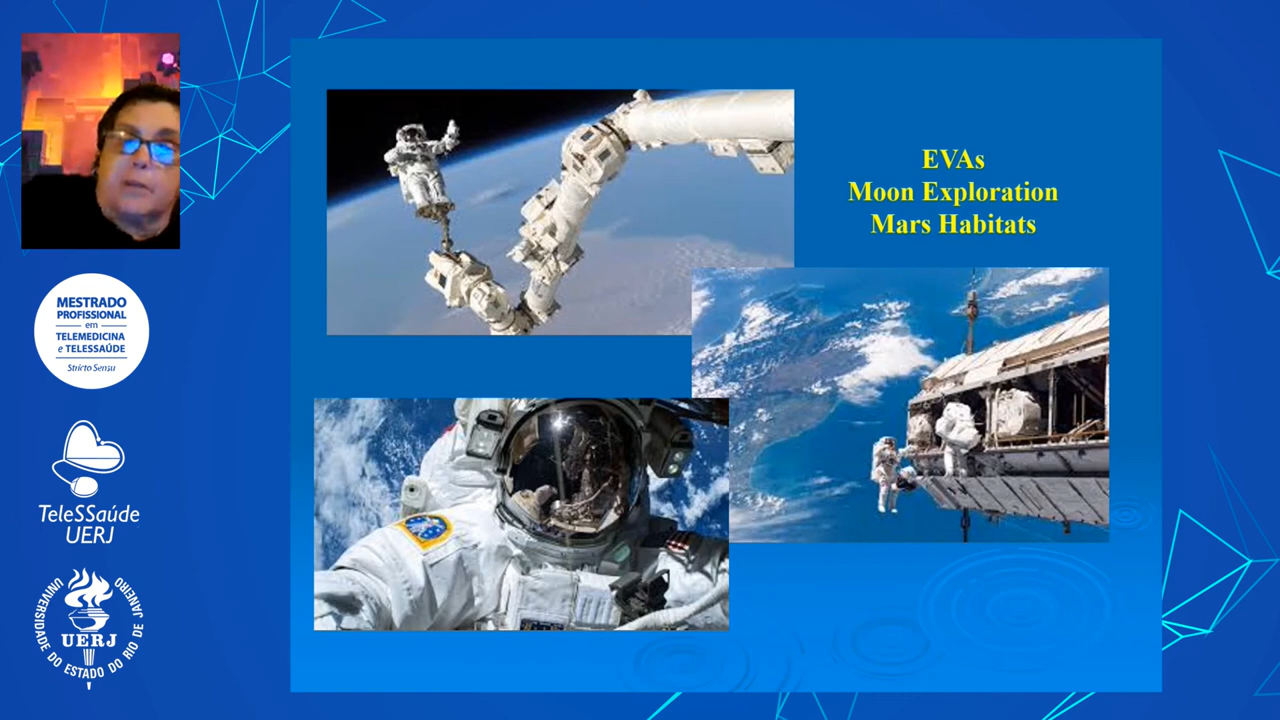 MESTRADO
PROFISSIONAL
em
TELEMEDICINA
e TELESSAÚDE
Stricto Sensu
TeleSSaúde
UERJ
UNIVERSIDADE DO ESTADO DO RIO DE JANEIRO
UERJ
EVAs
Moon Exploration
Mars Habitats